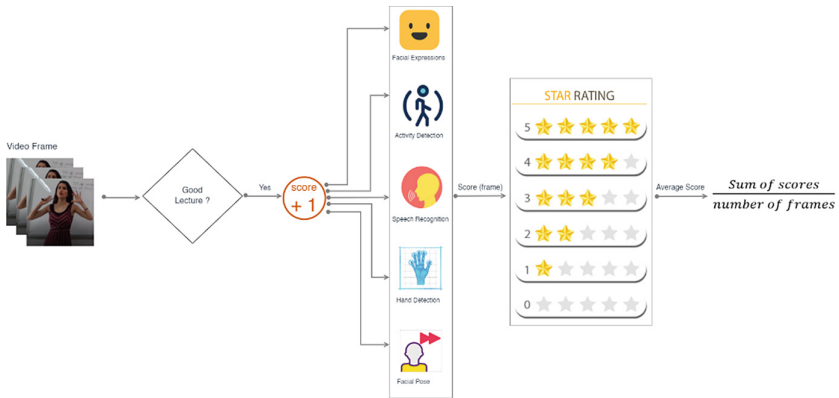 Video Frame
Good
Lecture ?
Yes
score
+ 1
Facial Expressions
Activity Detection
Speech Recognition
Hand Detection
Facial Pose
Score (frame)
STAR RATING
5
4
3
2
1
0
Average Score
Sum of scores
number of frames